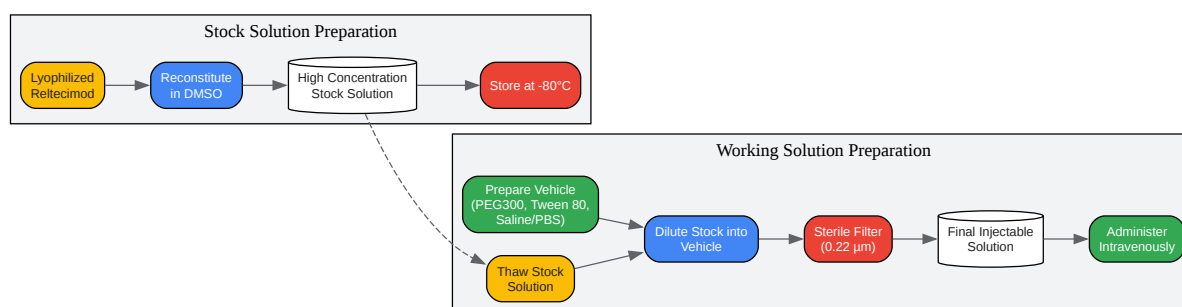 Stock Solution Preparation
Lyophilized
Reltecimod
Reconstitute
in DMSO
High Concentration
Stock Solution
Store at -80°C
Working Solution Preparation
Prepare Vehicle
(PEG300, Tween 80,
Saline/PBS)
Thaw Stock
Solution
Dilute Stock into
Vehicle
Sterile Filter
(0.22 µm)
Final Injectable
Solution
Administer
Intravenously